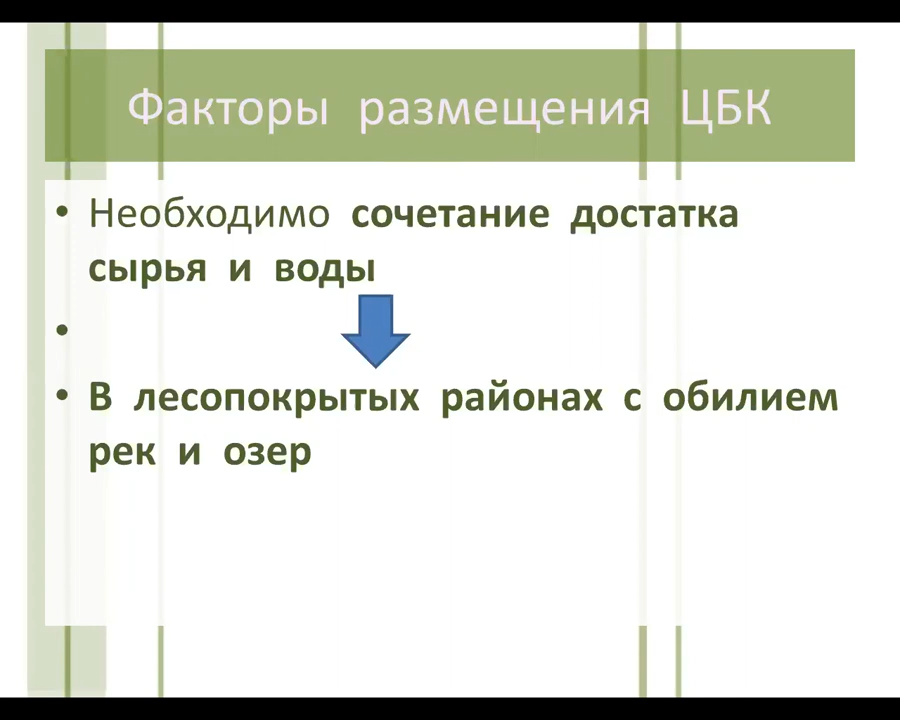 Факторы размещения ЦБК
• Необходимо сочетание достатка
сырья и воды
•
• В лесопокрытых районах с обилием
рек и озер